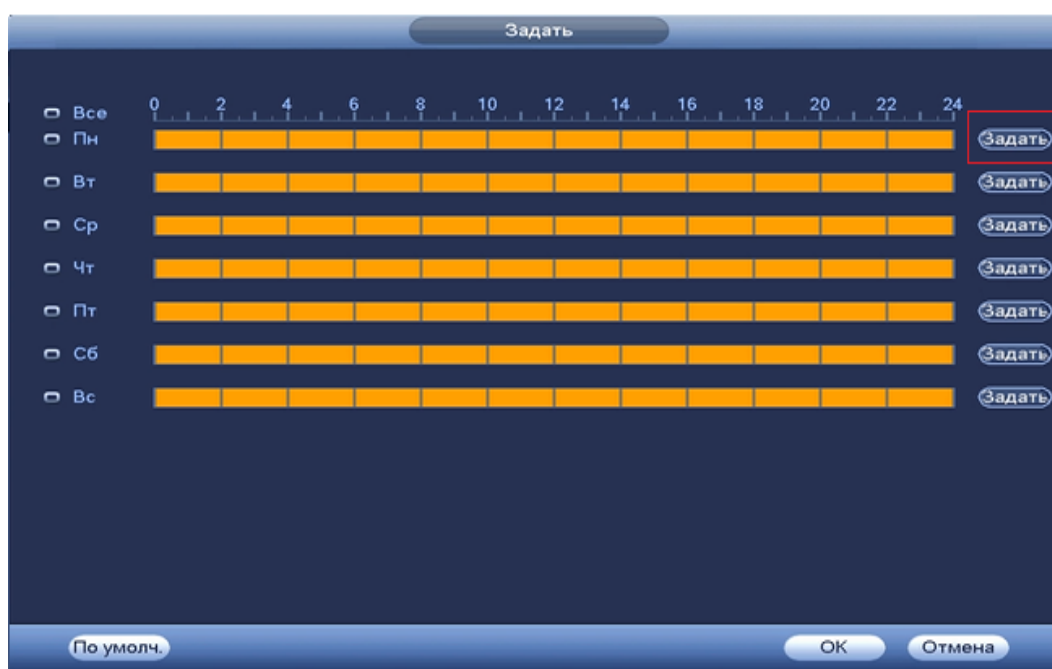 Задать
Все 0 2 4 6 8 10 12 14 16 18 20 22 24
Пн Задать
Вт Задать
Ср Задать
Чт Задать
Пт Задать
Сб Задать
Вс Задать
По умолч. OK Отмена